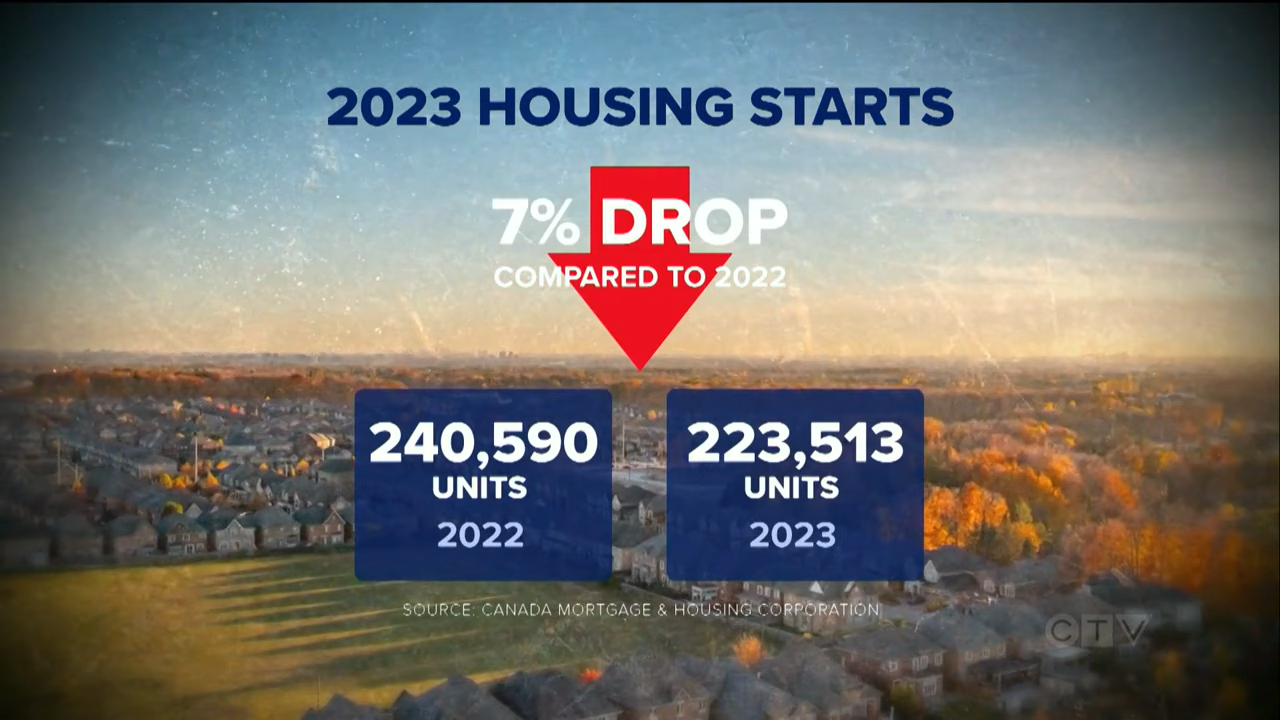 2023 HOUSING STARTS
7% DROP
COMPARED TO 2022
240,590
UNITS
2022
223,513
UNITS
2023
SOURCE: CANADA MORTGAGE & HOUSING CORPORATION
CTV